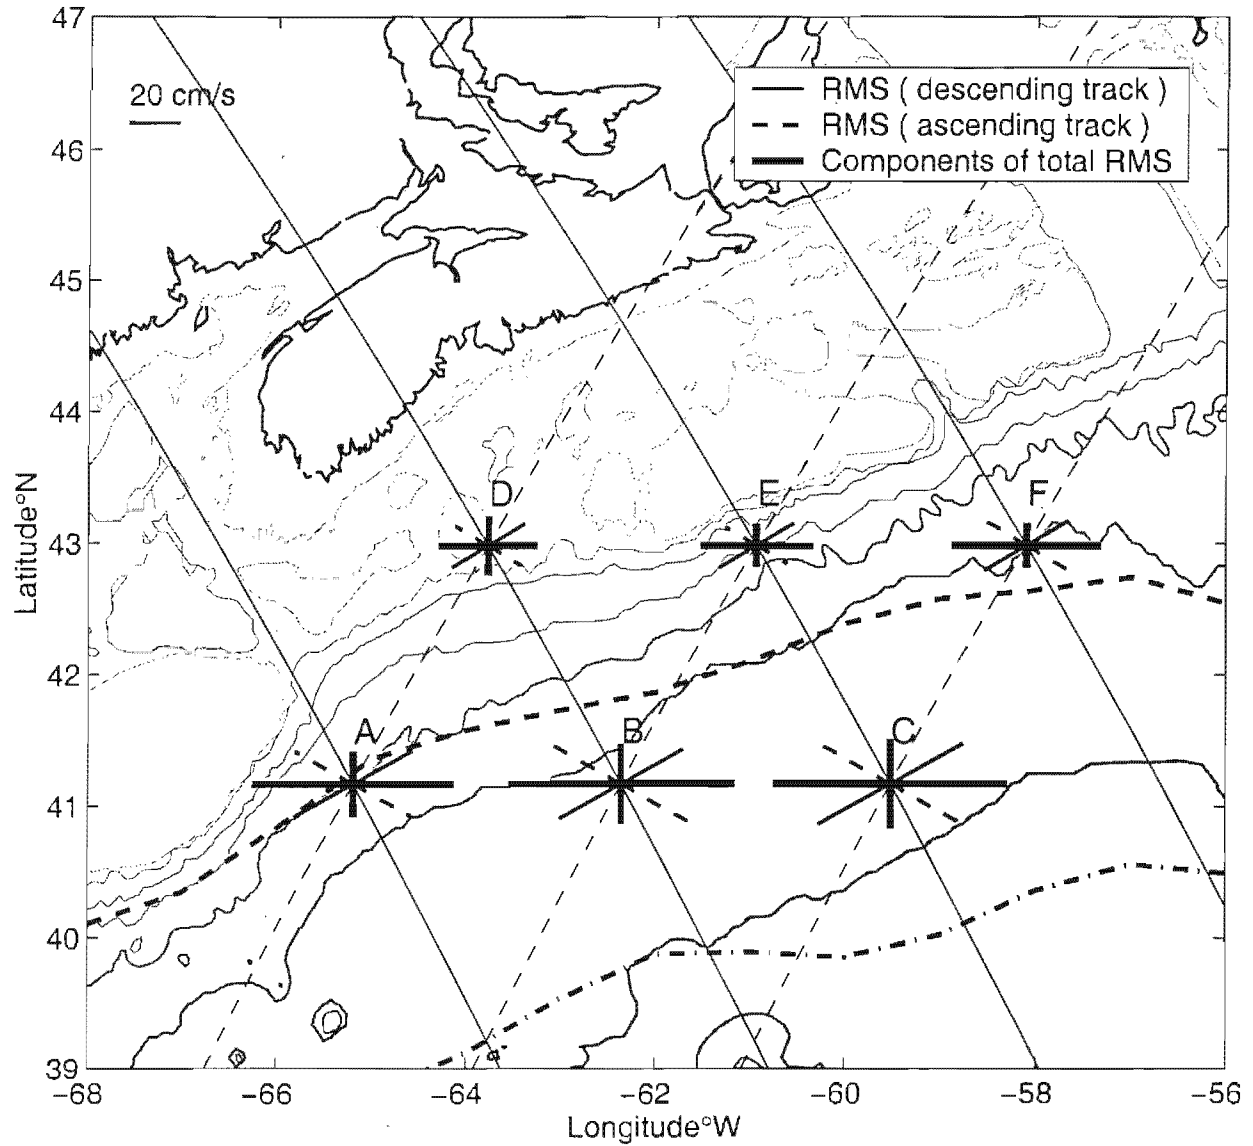 47
20 cm/s
RMS ( descending track )
RMS ( ascending track )
Components of total RMS
46
45
44
43
42
41
40
39
D
E
F
A
B
C
−68
−66
−64
−62
−60
−58
−56
Latitude°N
Longitude°W